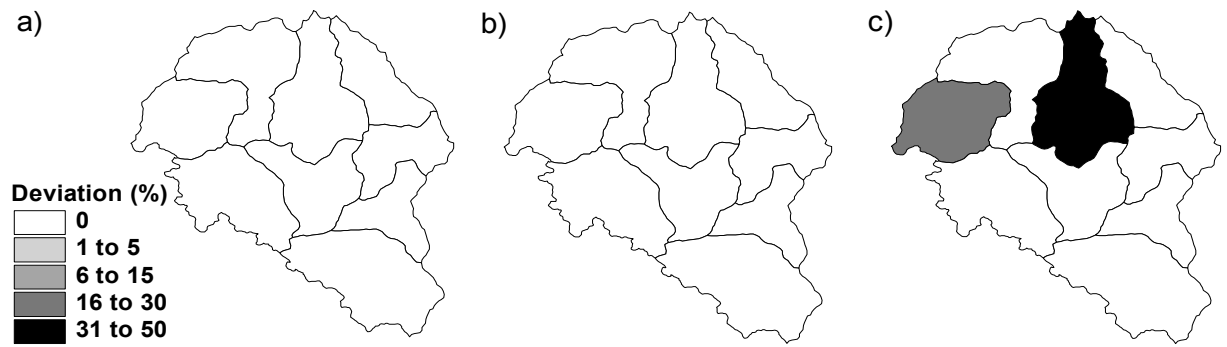 a)
b)
c)
Deviation (%)
0
1 to 5
6 to 15
16 to 30
31 to 50